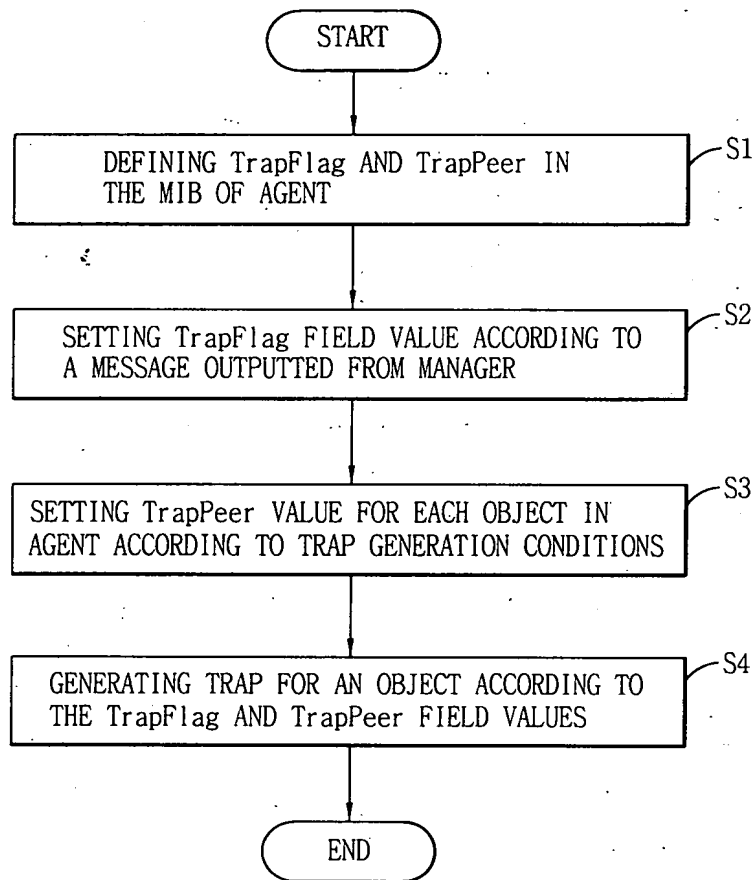 START
DEFINING TrapFlag AND TrapPeer IN
THE MIB OF AGENT
S1
SETTING TrapFlag FIELD VALUE ACCORDING TO
A MESSAGE OUTPUTTED FROM MANAGER
S2
SETTING TrapPeer VALUE FOR EACH OBJECT IN
AGENT ACCORDING TO TRAP GENERATION CONDITIONS
S3
GENERATING TRAP FOR AN OBJECT ACCORDING TO
THE TrapFlag AND TrapPeer FIELD VALUES
S4
END